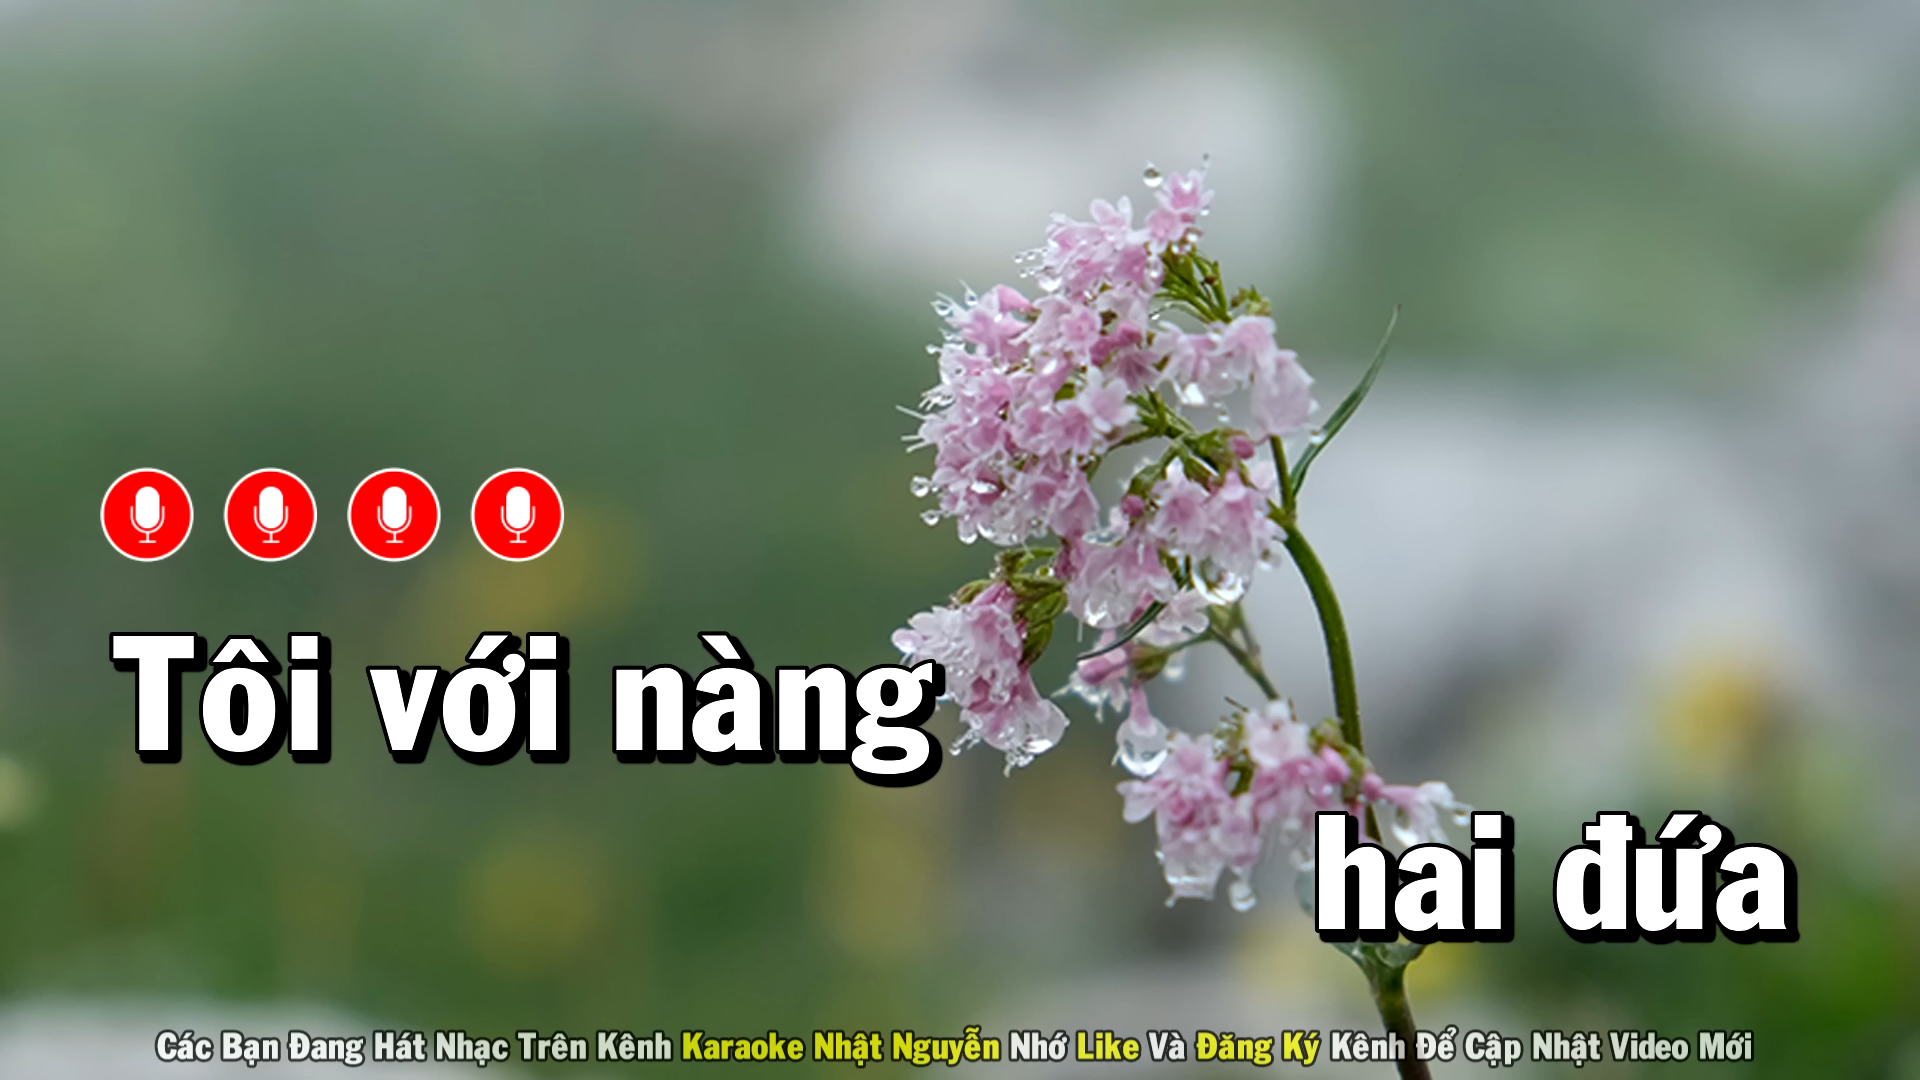 Tôi với nàng
hai đứa
Các Bạn Đang Hát Nhạc Trên Kênh Karaoke Nhật Nguyễn Nhớ Like Và Đăng Ký Kênh Để Cập Nhật Video Mới